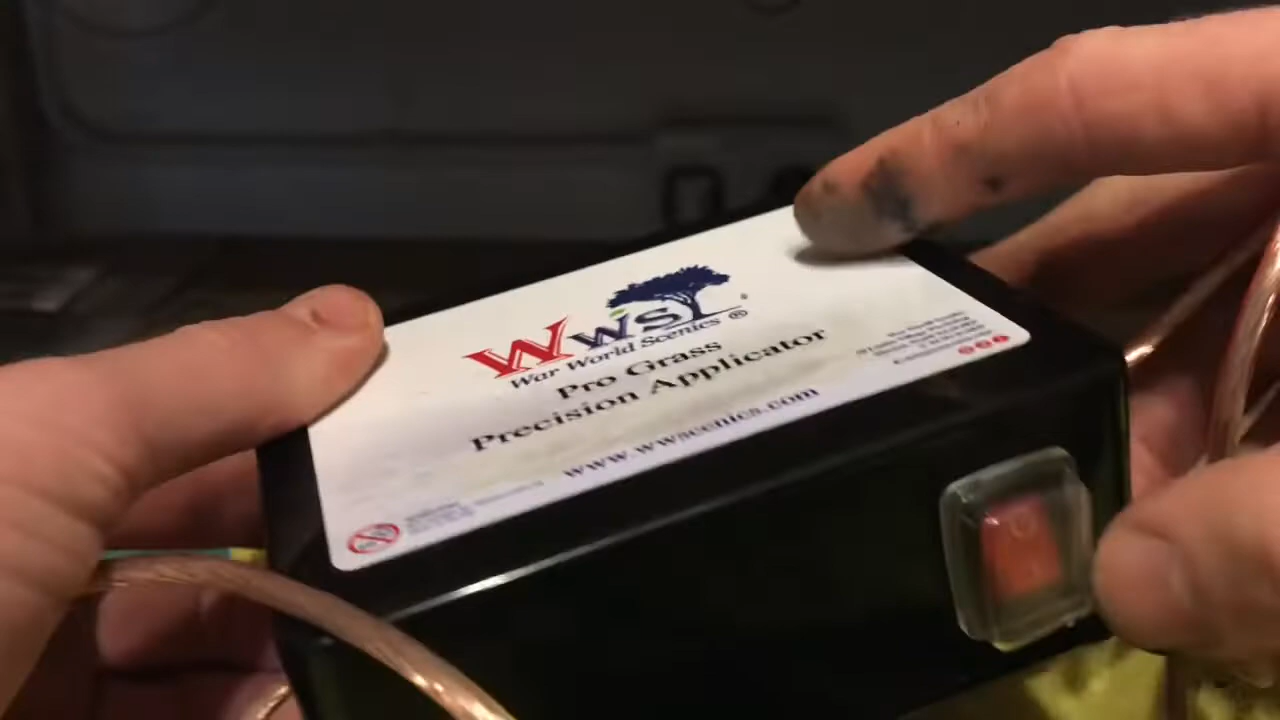 WWS
War World Scenics ®
Pro Grass
Precision Applicator
www.wwscenics.com